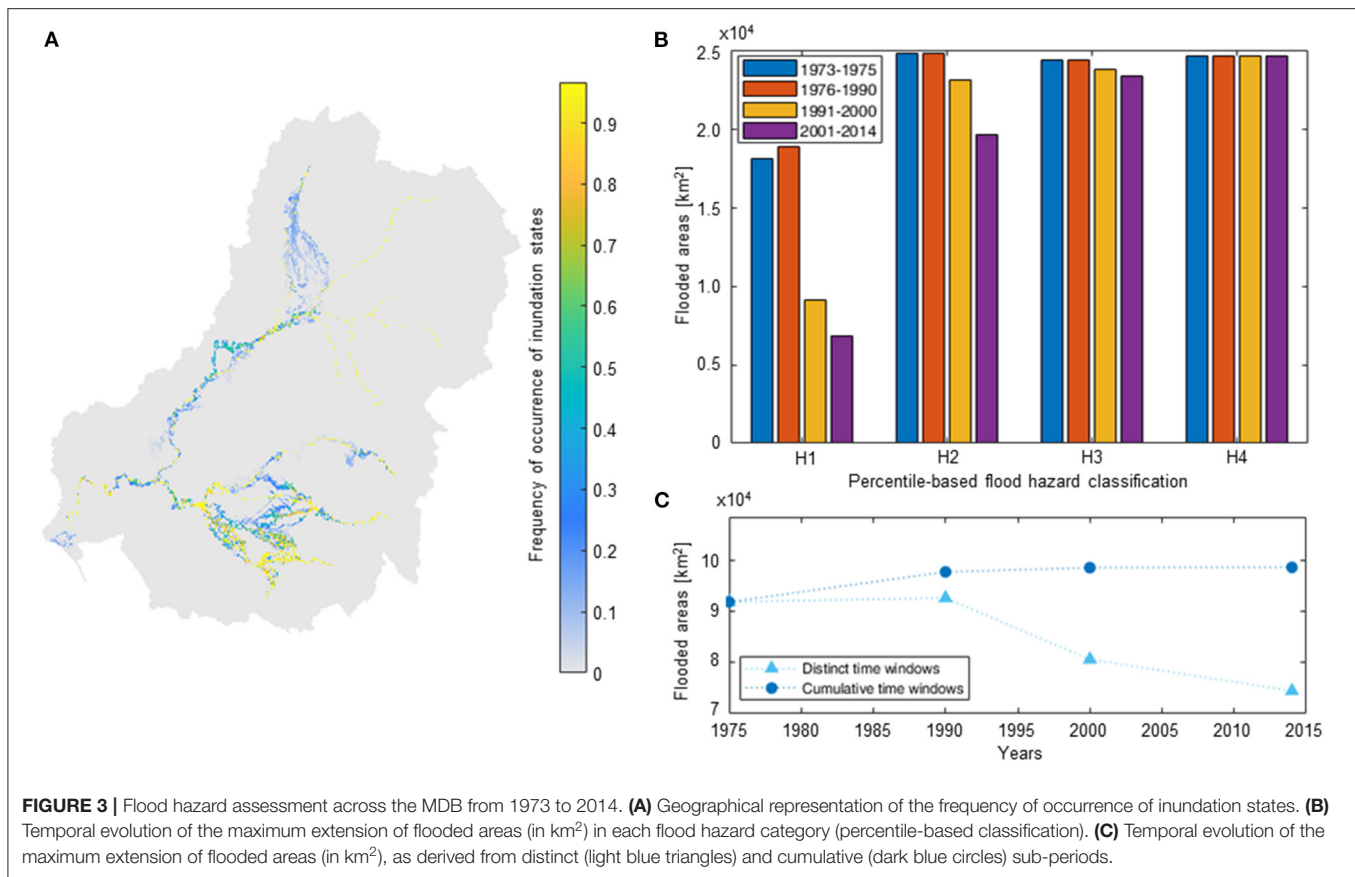 A
0.9
0.8
0.7
0.6
0.5
0.4
0.3
0.2
0.1
0
Frequency of occurrence of inundation states
B
x10⁴
2.5
2.0
1.5
1.0
0.5
0
Flooded areas [km²]
1973-1975
1976-1990
1991-2000
2001-2014
H1 H2 H3 H4
Percentile-based flood hazard classification
C
x10⁴
10
9
8
7
Flooded areas [km²]
Distinct time windows
Cumulative time windows
1975 1980 1985 1990 1995 2000 2005 2010 2015
Years
FIGURE 3 | Flood hazard assessment across the MDB from 1973 to 2014. (A) Geographical representation of the frequency of occurrence of inundation states. (B)
Temporal evolution of the maximum extension of flooded areas (in km²) in each flood hazard category (percentile-based classification). (C) Temporal evolution of the
maximum extension of flooded areas (in km²), as derived from distinct (light blue triangles) and cumulative (dark blue circles) sub-periods.